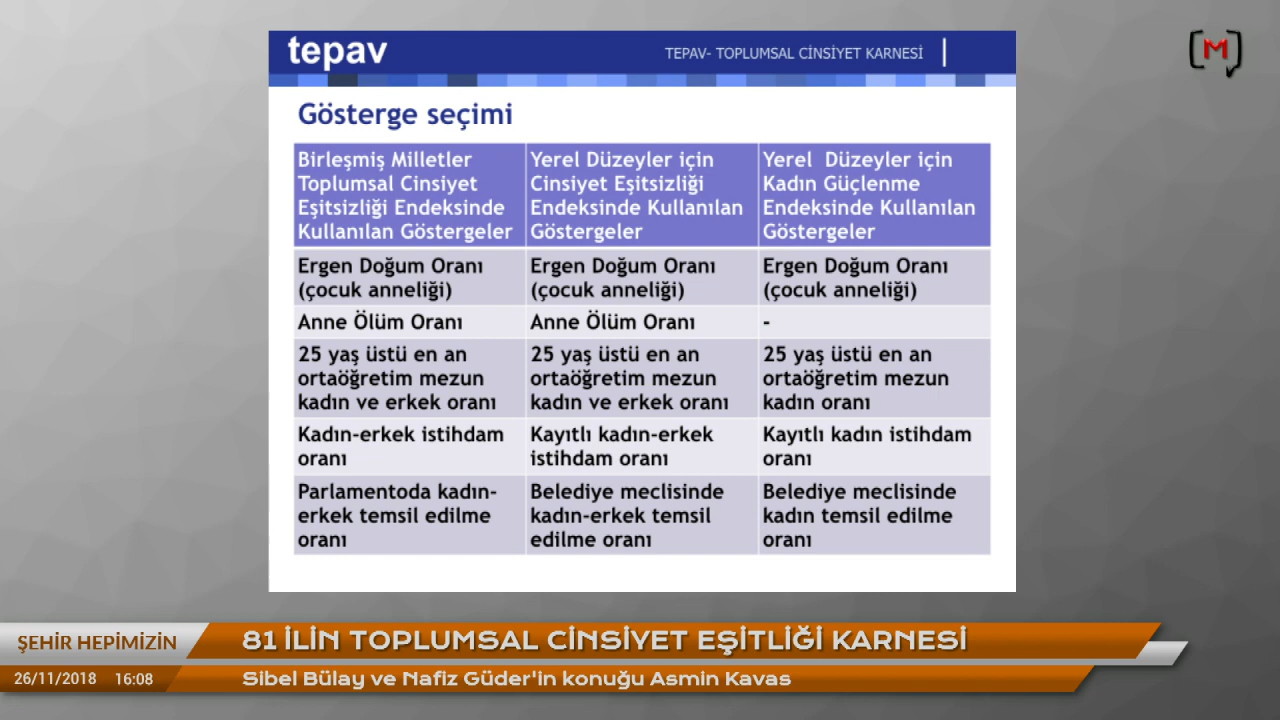 tepav
TEPAV- TOPLUMSAL CİNSİYET KARNESİ
M
Gösterge seçimi
Birleşmiş Milletler
Toplumsal Cinsiyet
Eşitsizliği Endeksinde
Kullanılan Göstergeler
Yerel Düzeyler için
Cinsiyet Eşitsizliği
Endeksinde Kullanılan
Göstergeler
Yerel Düzeyler için
Kadın Güçlenme
Endeksinde Kullanılan
Göstergeler
Ergen Doğum Oranı
(çocuk anneliği)
Ergen Doğum Oranı
(çocuk anneliği)
Ergen Doğum Oranı
(çocuk anneliği)
Anne Ölüm Oranı
Anne Ölüm Oranı
-
25 yaş üstü en an
ortaöğretim mezun
kadın ve erkek oranı
25 yaş üstü en an
ortaöğretim mezun
kadın ve erkek oranı
25 yaş üstü en an
ortaöğretim mezun
kadın oranı
Kadın-erkek istihdam
oranı
Kayıtlı kadın-erkek
istihdam oranı
Kayıtlı kadın istihdam
oranı
Parlamentoda kadın-
erkek temsil edilme
oranı
Belediye meclisinde
kadın-erkek temsil
edilme oranı
Belediye meclisinde
kadın temsil edilme
oranı
ŞEHİR HEPİMİZİN
81 İLİN TOPLUMSAL CİNSİYET EŞİTLİĞİ KARNESİ
26/11/2018 16:08
Sibel Bülay ve Nafiz Güder'in konuğu Asmin Kavas